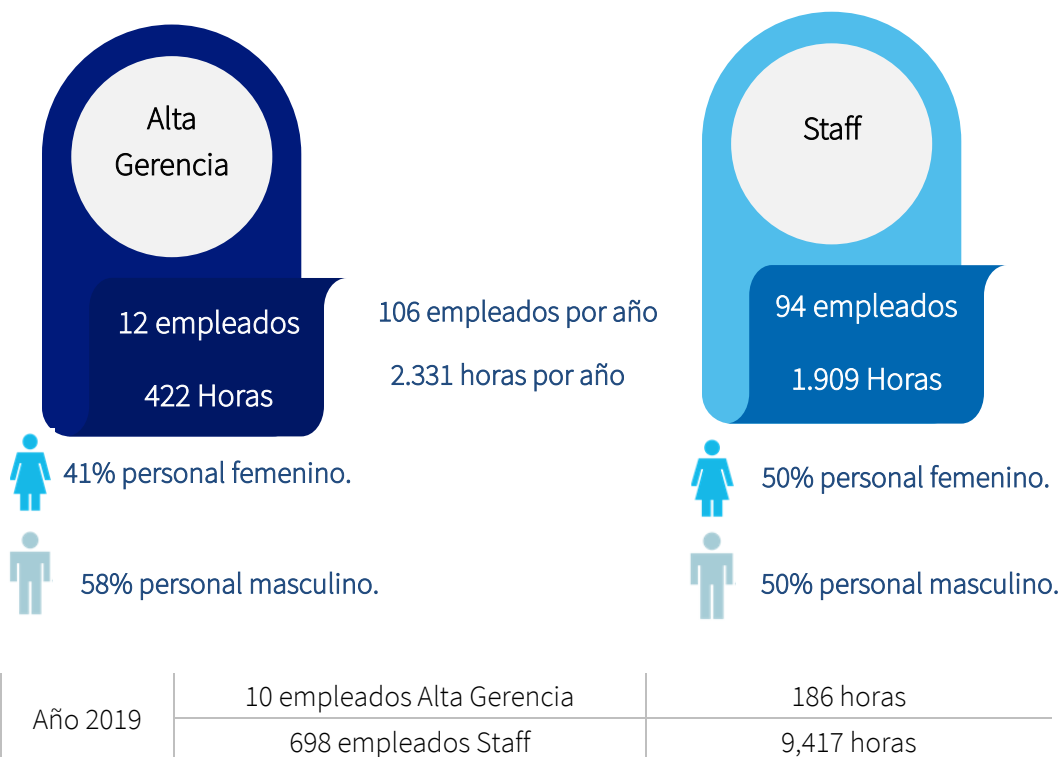 Alta
Gerencia
12 empleados
422 Horas
41% personal femenino.
58% personal masculino.
106 empleados por año
2.331 horas por año
Staff
94 empleados
1.909 Horas
50% personal femenino.
50% personal masculino.
Año 2019
10 empleados Alta Gerencia
186 horas
698 empleados Staff
9,417 horas